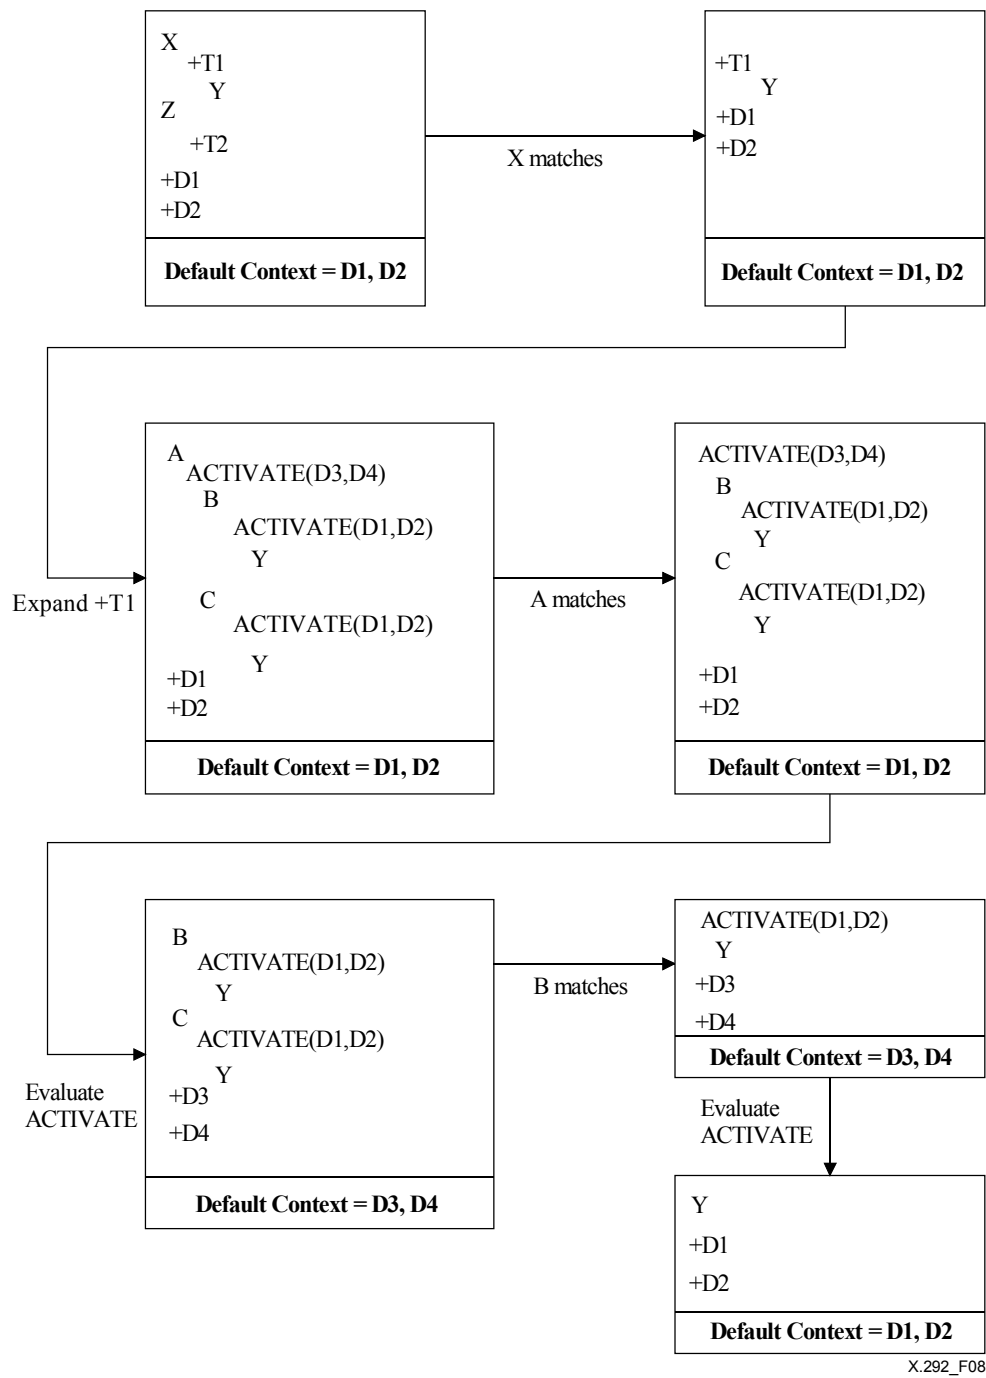 X
+T1
Y
Z
+T2
+D1
+D2
Default Context = D1, D2
X matches
+T1
Y
+D1
+D2
Default Context = D1, D2
Expand +T1
A
ACTIVATE(D3,D4)
B
ACTIVATE(D1,D2)
Y
C
ACTIVATE(D1,D2)
Y
+D1
+D2
Default Context = D1, D2
A matches
ACTIVATE(D3,D4)
B
ACTIVATE(D1,D2)
Y
C
ACTIVATE(D1,D2)
Y
+D1
+D2
Default Context = D1, D2
Evaluate
ACTIVATE
B
ACTIVATE(D1,D2)
Y
C
ACTIVATE(D1,D2)
Y
+D3
+D4
Default Context = D3, D4
B matches
ACTIVATE(D1,D2)
Y
+D3
+D4
Default Context = D3, D4
Evaluate
ACTIVATE
Y
+D1
+D2
Default Context = D1, D2
X.292_F08